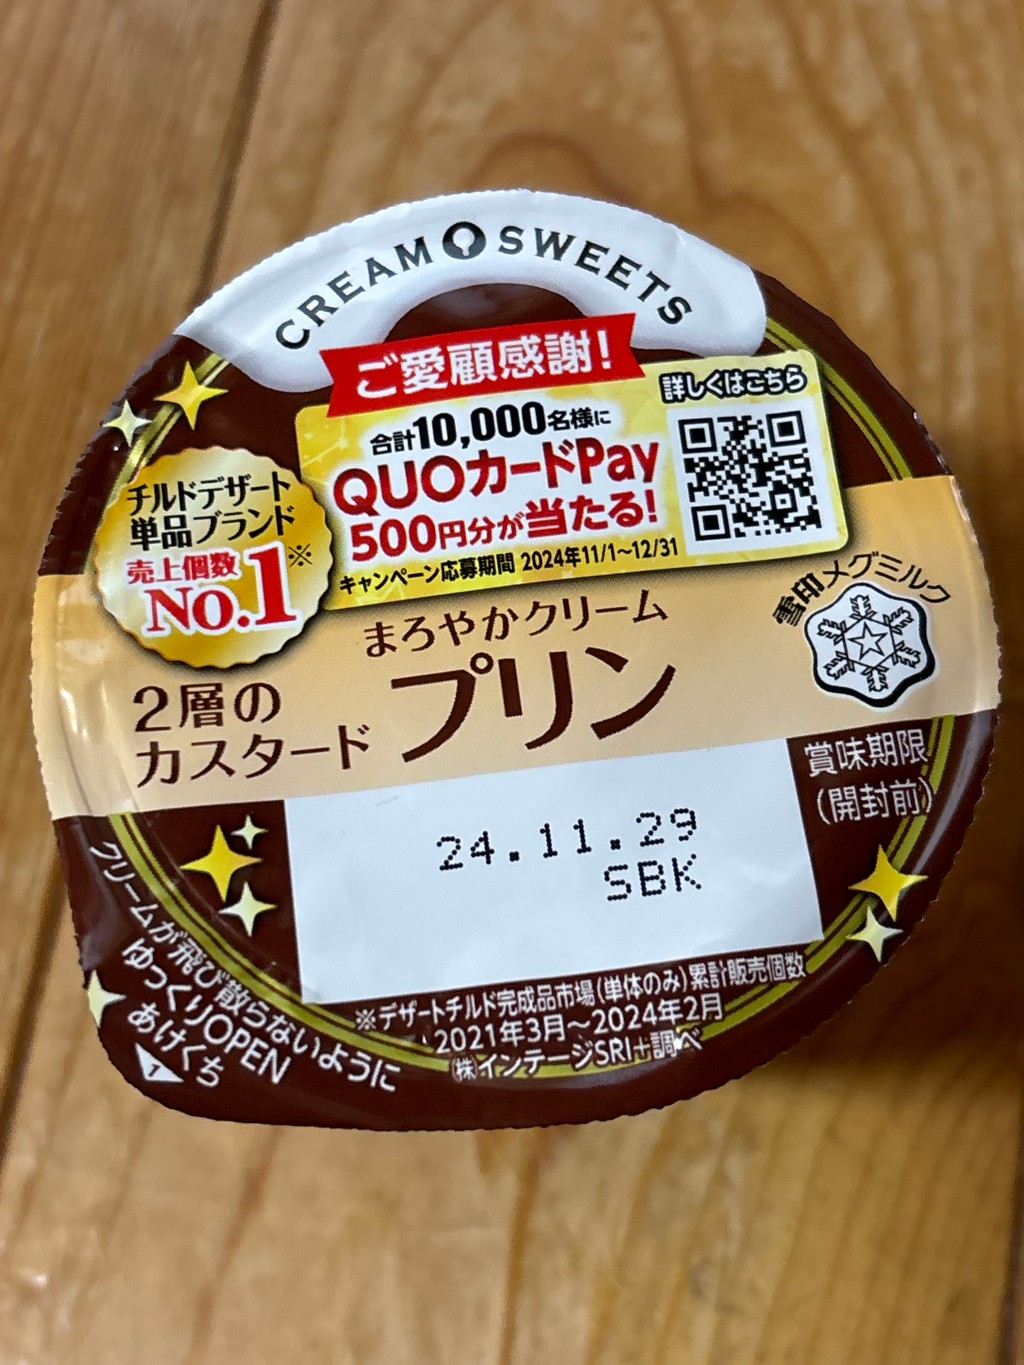 CREAM SWEETS
ご愛顧感謝!
詳しくはこちら
合計10,000名様に
QUOカードPay
500円分が当たる!
キャンペーン応募期間 2024年11/1~12/31
チルドデザート
単品ブランド
売上個数※
No.1
雪印メグミルク
まろやかクリーム
プリン
2層の
カスタード
賞味期限
(開封前)
24.11.29
SBK
※デザートチルド完成品市場(単体のみ)累計販売個数
2021年3月~2024年2月
㈱インテージSRI+調べ
クリームが飛び散らないように
ゆっくりOPEN
あけくち